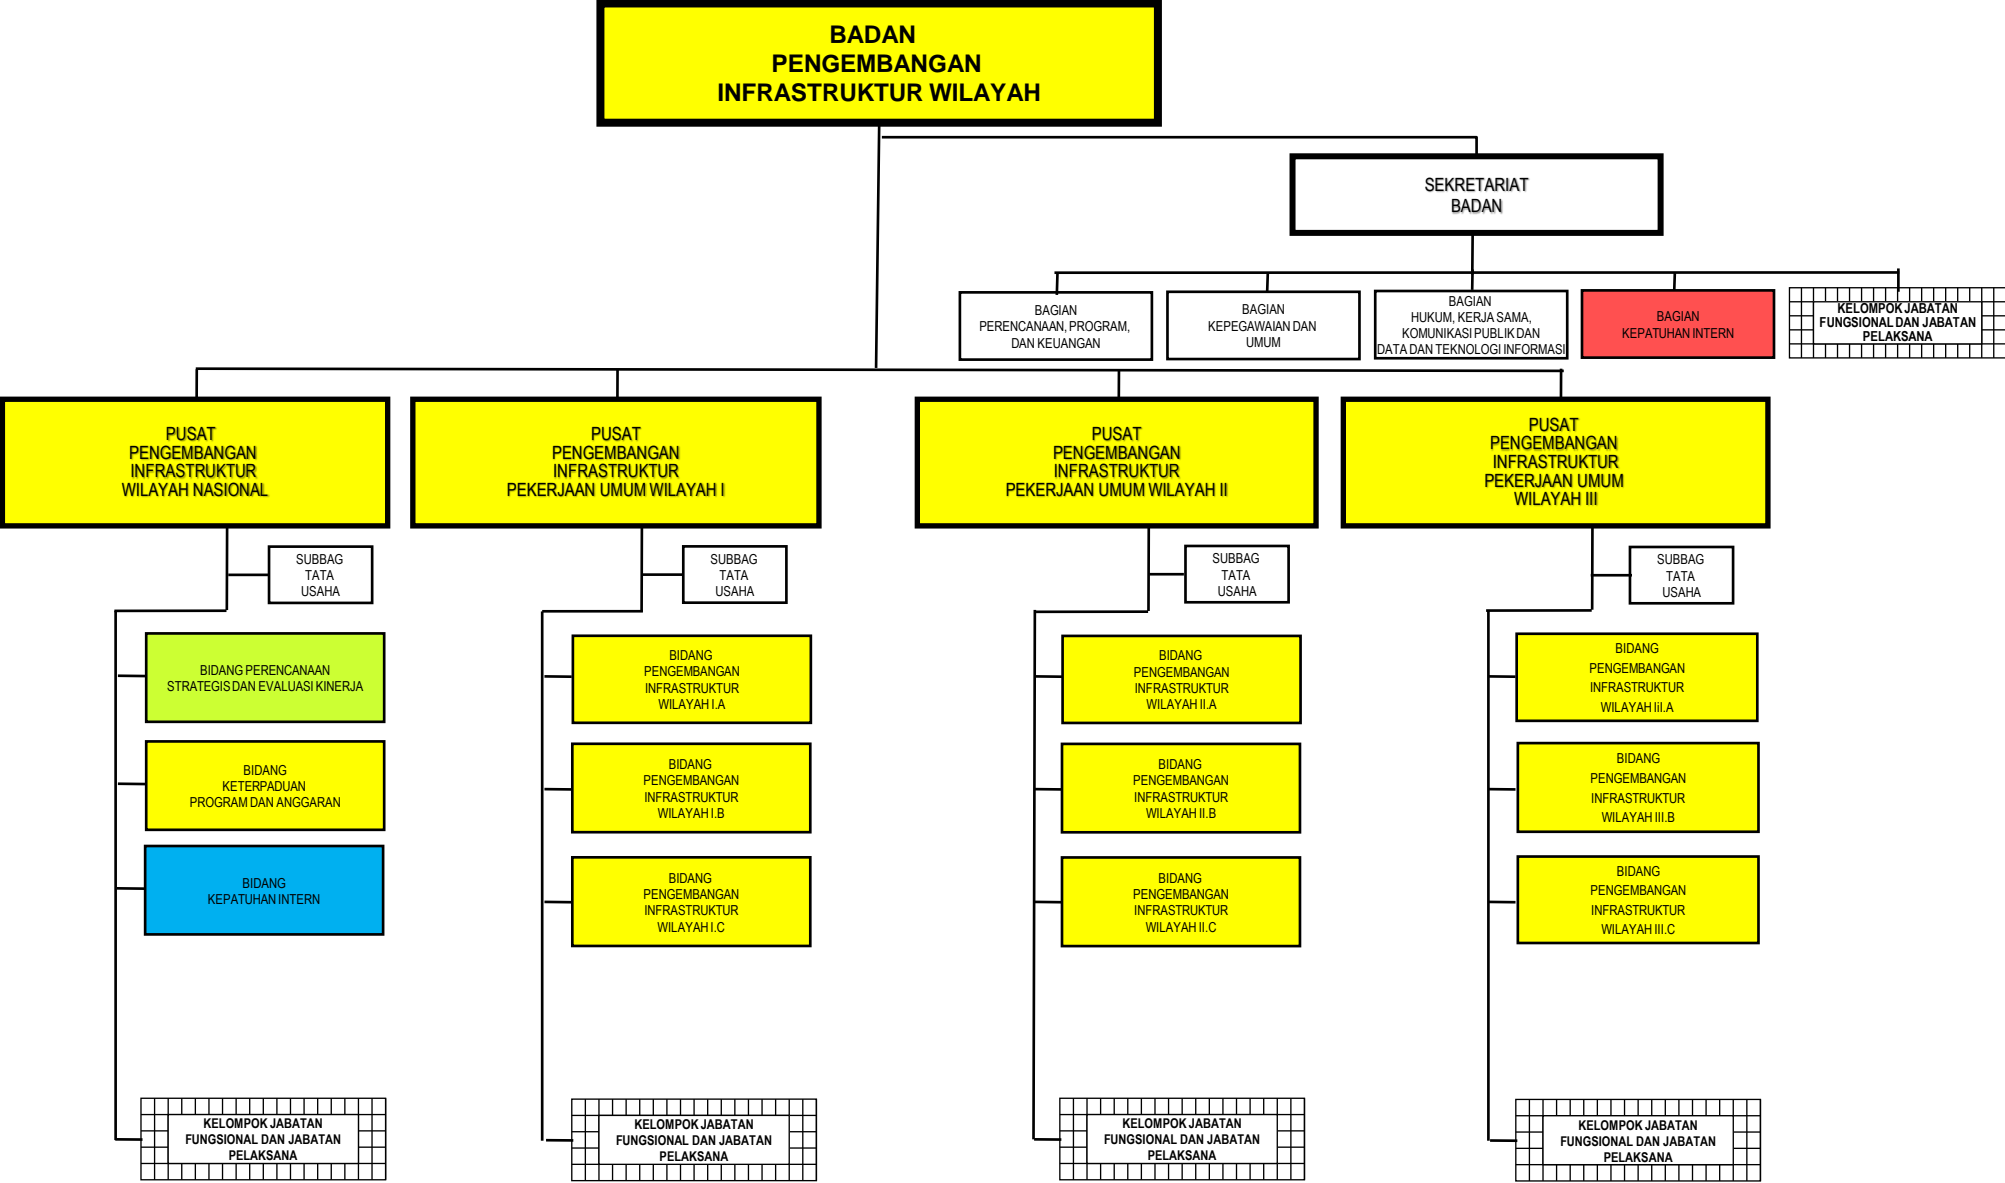 BADAN
PENGEMBANGAN
INFRASTRUKTUR WILAYAH
SEKRETARIAT
BADAN
BAGIAN
PERENCANAAN, PROGRAM,
DAN KEUANGAN
BAGIAN
KEPEGAWAIAN DAN
UMUM
BAGIAN
HUKUM, KERJA SAMA,
KOMUNIKASI PUBLIK DAN
DATA DAN TEKNOLOGI INFORMASI
BAGIAN
KEPATUHAN INTERN
KELOMPOK JABATAN
FUNGSIONAL DAN JABATAN
PELAKSANA
PUSAT
PENGEMBANGAN
INFRASTRUKTUR
WILAYAH NASIONAL
PUSAT
PENGEMBANGAN
INFRASTRUKTUR
PEKERJAAN UMUM WILAYAH I
PUSAT
PENGEMBANGAN
INFRASTRUKTUR
PEKERJAAN UMUM WILAYAH II
PUSAT
PENGEMBANGAN
INFRASTRUKTUR
PEKERJAAN UMUM
WILAYAH III
SUBBAG
TATA
USAHA
SUBBAG
TATA
USAHA
SUBBAG
TATA
USAHA
SUBBAG
TATA
USAHA
BIDANG PERENCANAAN
STRATEGIS DAN EVALUASI KINERJA
BIDANG
PENGEMBANGAN
INFRASTRUKTUR
WILAYAH I.A
BIDANG
PENGEMBANGAN
INFRASTRUKTUR
WILAYAH II.A
BIDANG
PENGEMBANGAN
INFRASTRUKTUR
WILAYAH IiI.A
BIDANG
KETERPADUAN
PROGRAM DAN ANGGARAN
BIDANG
PENGEMBANGAN
INFRASTRUKTUR
WILAYAH I.B
BIDANG
PENGEMBANGAN
INFRASTRUKTUR
WILAYAH II.B
BIDANG
PENGEMBANGAN
INFRASTRUKTUR
WILAYAH III.B
BIDANG
KEPATUHAN INTERN
BIDANG
PENGEMBANGAN
INFRASTRUKTUR
WILAYAH I.C
BIDANG
PENGEMBANGAN
INFRASTRUKTUR
WILAYAH II.C
BIDANG
PENGEMBANGAN
INFRASTRUKTUR
WILAYAH III.C
KELOMPOK JABATAN
FUNGSIONAL DAN JABATAN
PELAKSANA
KELOMPOK JABATAN
FUNGSIONAL DAN JABATAN
PELAKSANA
KELOMPOK JABATAN
FUNGSIONAL DAN JABATAN
PELAKSANA
KELOMPOK JABATAN
FUNGSIONAL DAN JABATAN
PELAKSANA